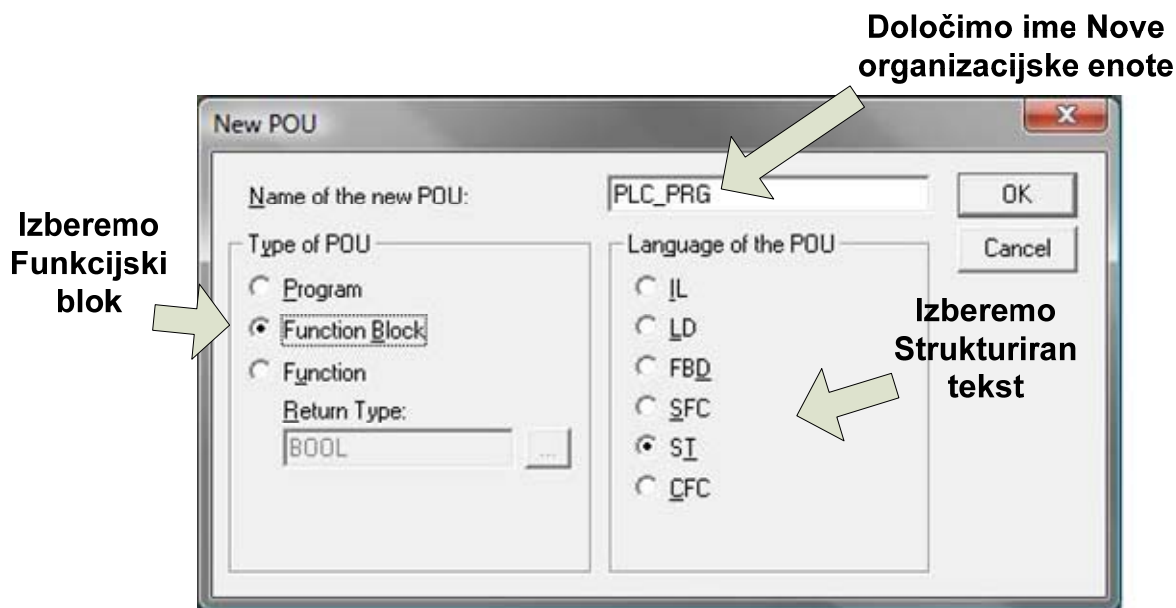 Določimo ime Nove
organizacijske enote
New POU
Name of the new POU:
PLC_PRG
OK
Cancel
Izberemo
Funkcijski
blok
Type of POU
Program
Function Block
Function
Return Type:
BOOL
...
Language of the POU
IL
LD
FBD
SFC
ST
CFC
Izberemo
Strukturiran
tekst